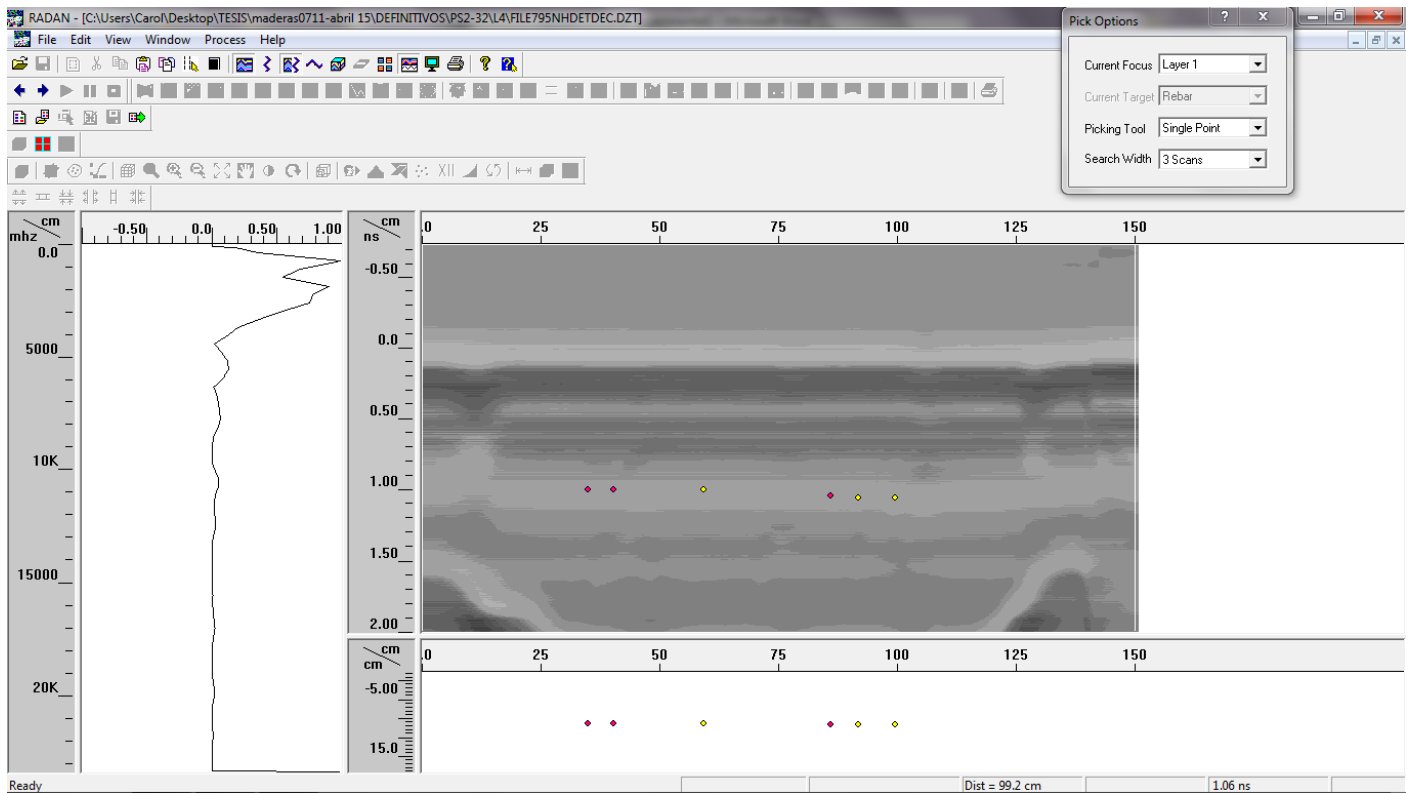 RADAN - [C:\Users\Carol\Desktop\TESIS\maderas0711-abril 15\DEFINITIVOS\PS2-32\L4\FILE795NHDETDEC.DZT]
File Edit View Window Process Help
Pick Options
Current Focus Layer 1
Current Target Rebar
Picking Tool Single Point
Search Width 3 Scans
XII
cm
mhz
-0.50 0.0 0.50 1.00
cm
ns
.0 25 50 75 100 125 150
0.0
5000
10K
15000
20K
-0.50
0.0
0.50
1.00
1.50
2.00
cm
cm
.0 25 50 75 100 125 150
-5.00
15.0
Ready
Dist = 99.2 cm
1.06 ns